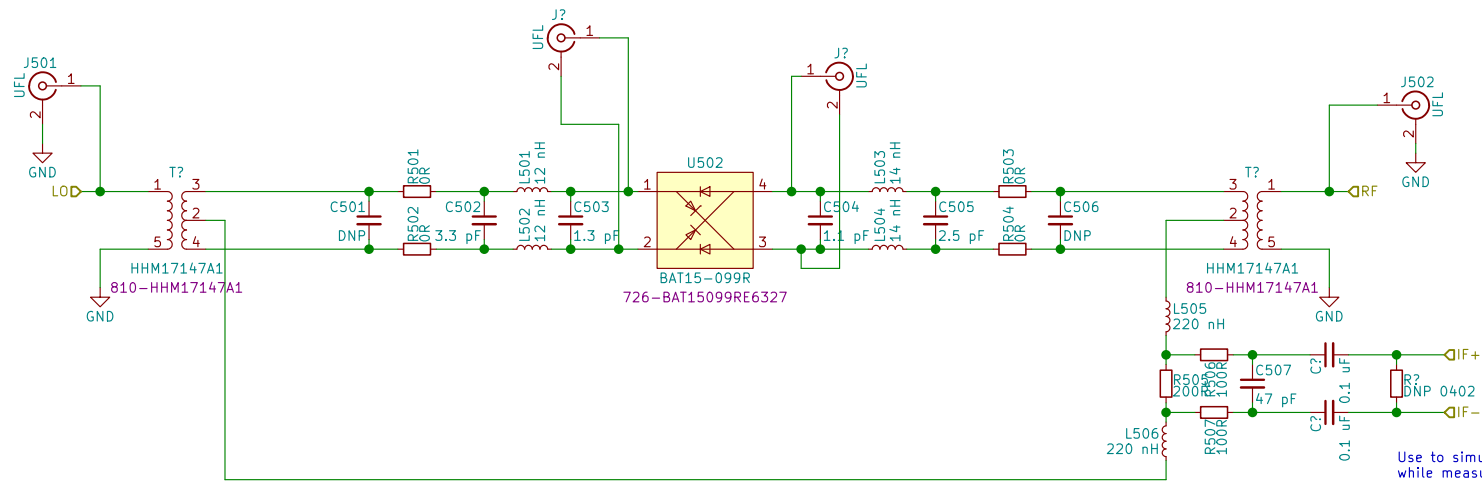 J?
UFL
1
2
J?
UFL
1
2
J501
UFL
1
2
GND
J502
UFL
1
2
GND
LO
T?
1
5
3
2
4
HHM17147A1
810-HHM17147A1
GND
C501
DNP
R501
0R
R502
0R
C502
3.3 pF
L501
12 nH
L502
12 nH
C503
1.3 pF
U502
1
2
4
3
BAT15-099R
726-BAT15099RE6327
C504
1.1 pF
L503
14 nH
L504
14 nH
C505
2.5 pF
R503
0R
R504
0R
C506
DNP
T?
3
2
4
1
5
HHM17147A1
810-HHM17147A1
RF
GND
L505
220 nH
R505
200R
R506
100R
R507
100R
C507
47 pF
C?
0.1 uF
C?
0.1 uF
R?
DNP 0402
IF+
IF-
L506
220 nH
Use to simu
while measu